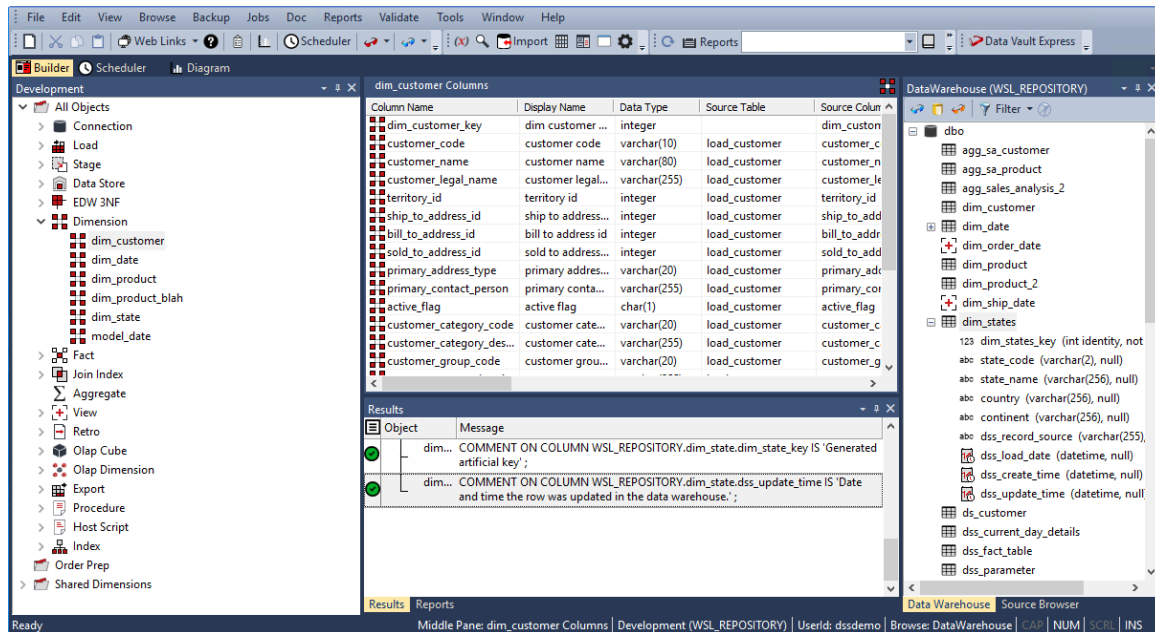 File Edit View Browse Backup Jobs Doc Reports Validate Tools Window Help
Web Links Scheduler (x) Import Reports Data Vault Express
Builder Scheduler Diagram
Development
All Objects
Connection
Load
Stage
Data Store
EDW 3NF
Dimension
dim_customer
dim_date
dim_product
dim_product_blah
dim_state
model_date
Fact
Join Index
Aggregate
View
Retro
Olap Cube
Olap Dimension
Export
Procedure
Host Script
Index
Order Prep
Shared Dimensions
dim_customer Columns
Column Name Display Name Data Type Source Table Source Colum
dim_customer_key dim customer ... integer dim_custom
customer_code customer code varchar(10) load_customer customer_c
customer_name customer name varchar(80) load_customer customer_n
customer_legal_name customer legal... varchar(255) load_customer customer_le
territory_id territory id integer load_customer territory_id
ship_to_address_id ship to address... integer load_customer ship_to_add
bill_to_address_id bill to address id integer load_customer bill_to_addr
sold_to_address_id sold to address... integer load_customer sold_to_add
primary_address_type primary addres... varchar(20) load_customer primary_add
primary_contact_person primary conta... varchar(255) load_customer primary_con
active_flag active flag char(1) load_customer active_flag
customer_category_code customer cate... varchar(20) load_customer customer_c
customer_category_des... customer cate... varchar(255) load_customer customer_c
customer_group_code customer grou... varchar(20) load_customer customer_g
Results
Object Message
dim... COMMENT ON COLUMN WSL_REPOSITORY.dim_state.dim_state_key IS 'Generated
artificial key' ;
dim... COMMENT ON COLUMN WSL_REPOSITORY.dim_state.dss_update_time IS 'Date
and time the row was updated in the data warehouse.' ;
Results Reports
DataWarehouse (WSL_REPOSITORY)
Filter
dbo
agg_sa_customer
agg_sa_product
agg_sales_analysis_2
dim_customer
dim_date
dim_order_date
dim_product
dim_product_2
dim_ship_date
dim_states
123 dim_states_key (int identity, not
abc state_code (varchar(2), null)
abc state_name (varchar(256), null)
abc country (varchar(256), null)
abc continent (varchar(256), null)
abc dss_record_source (varchar(255),
dss_load_date (datetime, null)
dss_create_time (datetime, null)
dss_update_time (datetime, null
ds_customer
dss_current_day_details
dss_fact_table
dss_parameter
Data Warehouse Source Browser
Ready Middle Pane: dim_customer Columns Development (WSL_REPOSITORY) UserId: dssdemo Browse: DataWarehouse CAP NUM SCRL INS